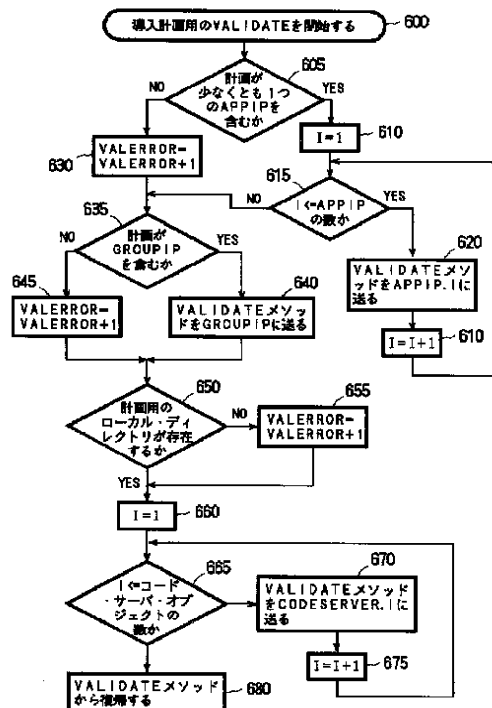 導入計画用のVALIDATEを開始する
600
計画が
少なくとも1つ
のAPPIPを
含むか
605
NO
YES
I=1
610
VALERROR=
VALERROR+1
630
615
I<=APPIP
の数か
NO
YES
635
計画が
GROUPIP
を含むか
NO
YES
620
VALIDATEメソ
ッドをAPPIP.Iに
送る
645
VALERROR=
VALERROR+1
640
VALIDATEメソッ
ドをGROUPIPに送る
I=I+1
610
650
計画用の
ローカル・ディ
レクトリが存在
するか
NO
YES
655
VALERROR=
VALERROR+1
I=1
660
665
I<=コード
・サーバ・オブ
ジェクトの
数か
670
VALIDATEメソッド
をCODESERVER.Iに
送る
I=I+1
675
VALIDATEメソッド
から復帰する
680